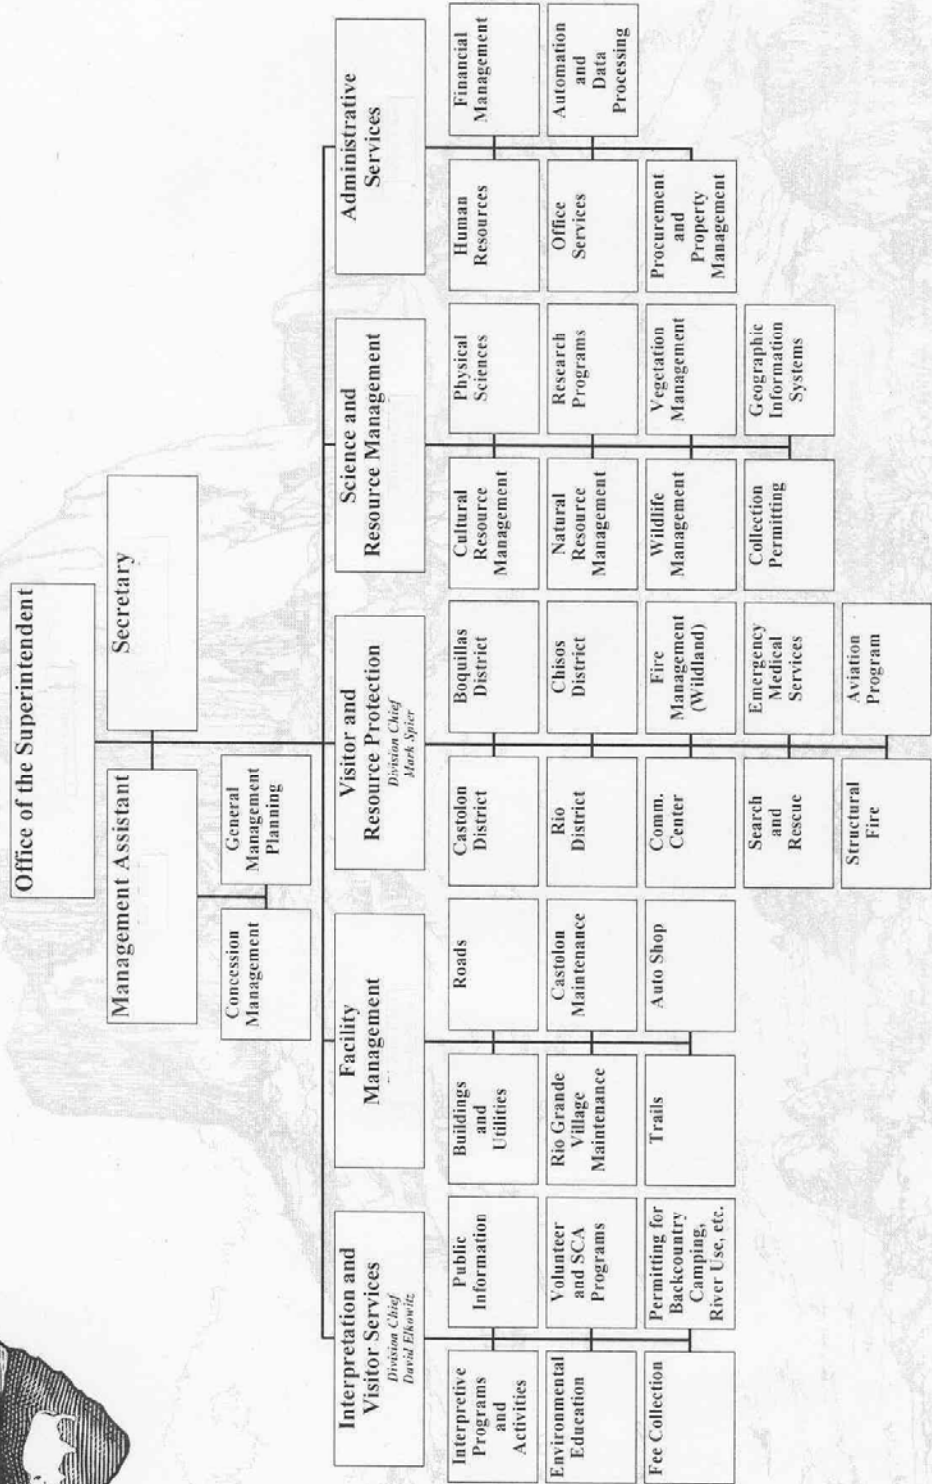 Office of the Superintendent
Management Assistant
Secretary
Concession
Management
General
Management
Planning
Interpretation and
Visitor Services
Division Chief
David Elkowitz
Interpretive
Programs
and
Activities
Public
Information
Environmental
Education
Volunteer
and SCA
Programs
Fee Collection
Permitting for
Backcountry
Camping,
River Use, etc.
Facility
Management
Buildings
and
Utilities
Roads
Rio Grande
Village
Maintenance
Castolon
Maintenance
Trails
Auto Shop
Visitor and
Resource Protection
Division Chief
Mark Spier
Castolon
District
Boquillas
District
Rio
District
Chisos
District
Comm.
Center
Fire
Management
(Wildland)
Search
and
Rescue
Emergency
Medical
Services
Structural
Fire
Aviation
Program
Science and
Resource Management
Cultural
Resource
Management
Physical
Sciences
Natural
Resource
Management
Research
Programs
Wildlife
Management
Vegetation
Management
Collection
Permitting
Geographic
Information
Systems
Administrative
Services
Human
Resources
Financial
Management
Office
Services
Automation
and
Data
Processing
Procurement
and
Property
Management